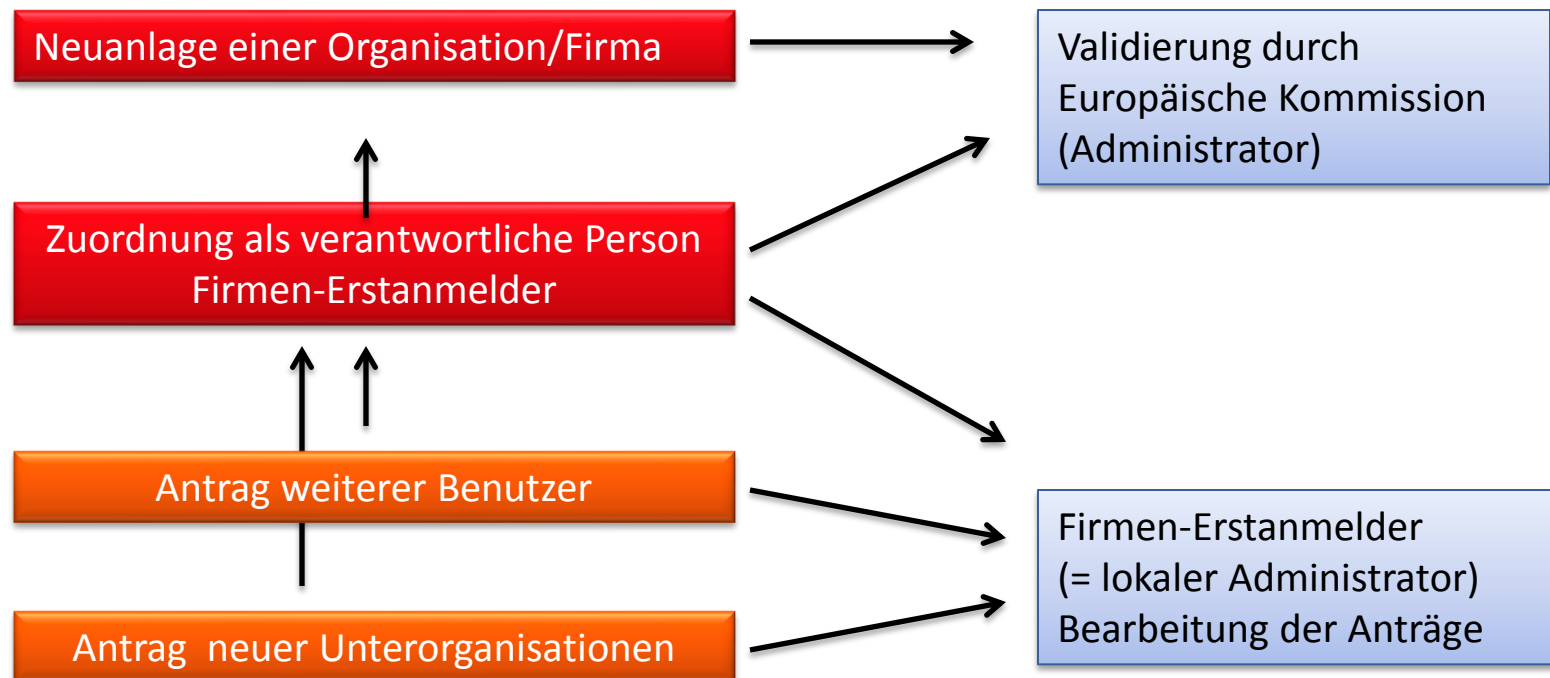 Neuanlage einer Organisation/Firma
Validierung durch
Europäische Kommission
(Administrator)
Zuordnung als verantwortliche Person
Firmen-Erstanmelder
Antrag weiterer Benutzer
Firmen-Erstanmelder
(= lokaler Administrator)
Bearbeitung der Anträge
Antrag  neuer Unterorganisationen